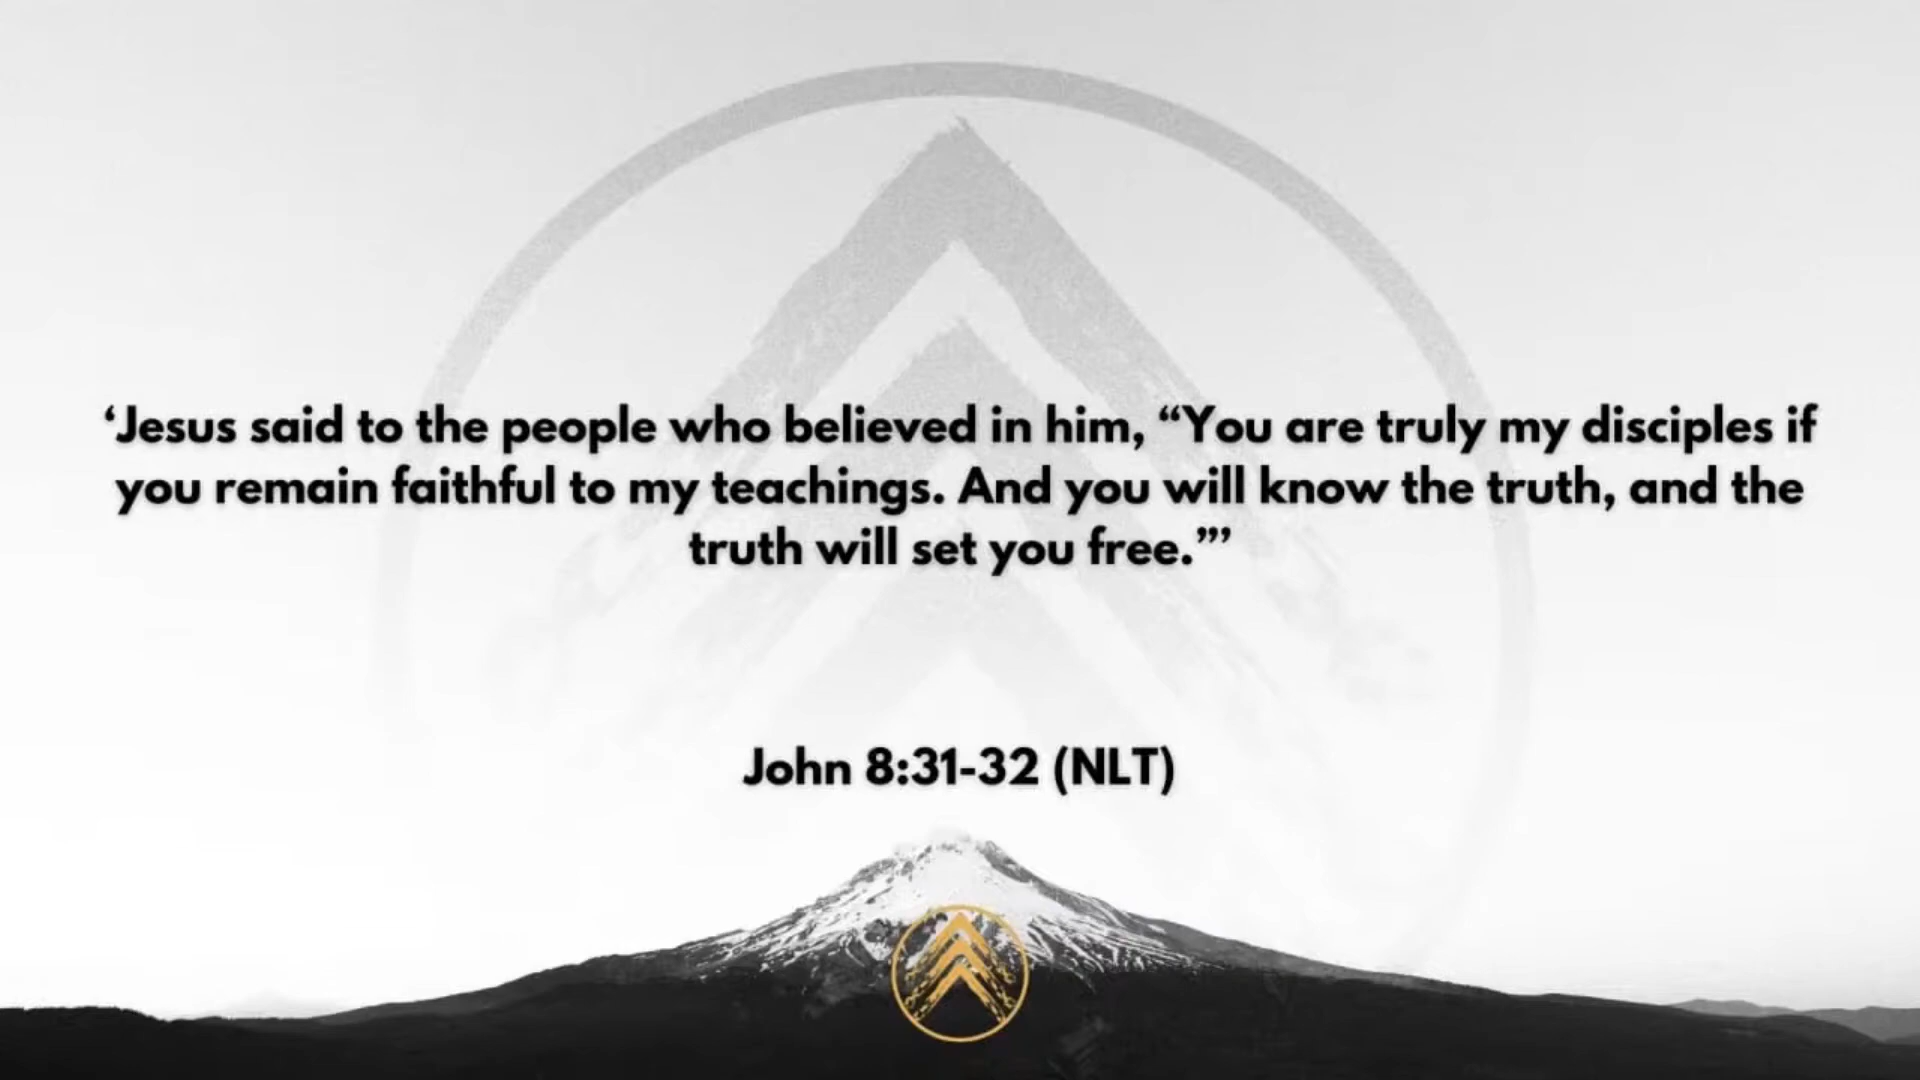 ‘Jesus said to the people who believed in him, “You are truly my disciples if
you remain faithful to my teachings. And you will know the truth, and the
truth will set you free.”’
John 8:31-32 (NLT)